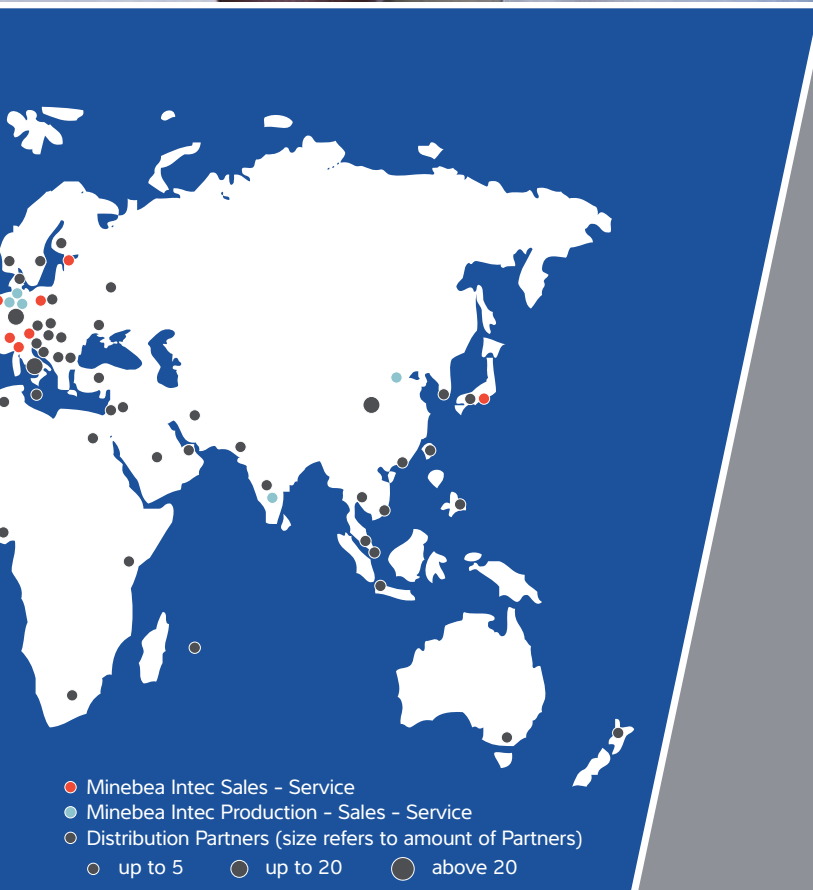 Minebea Intec Sales - Service
Minebea Intec Production - Sales - Service
Distribution Partners (size refers to amount of Partners)
up to 5 up to 20 above 20